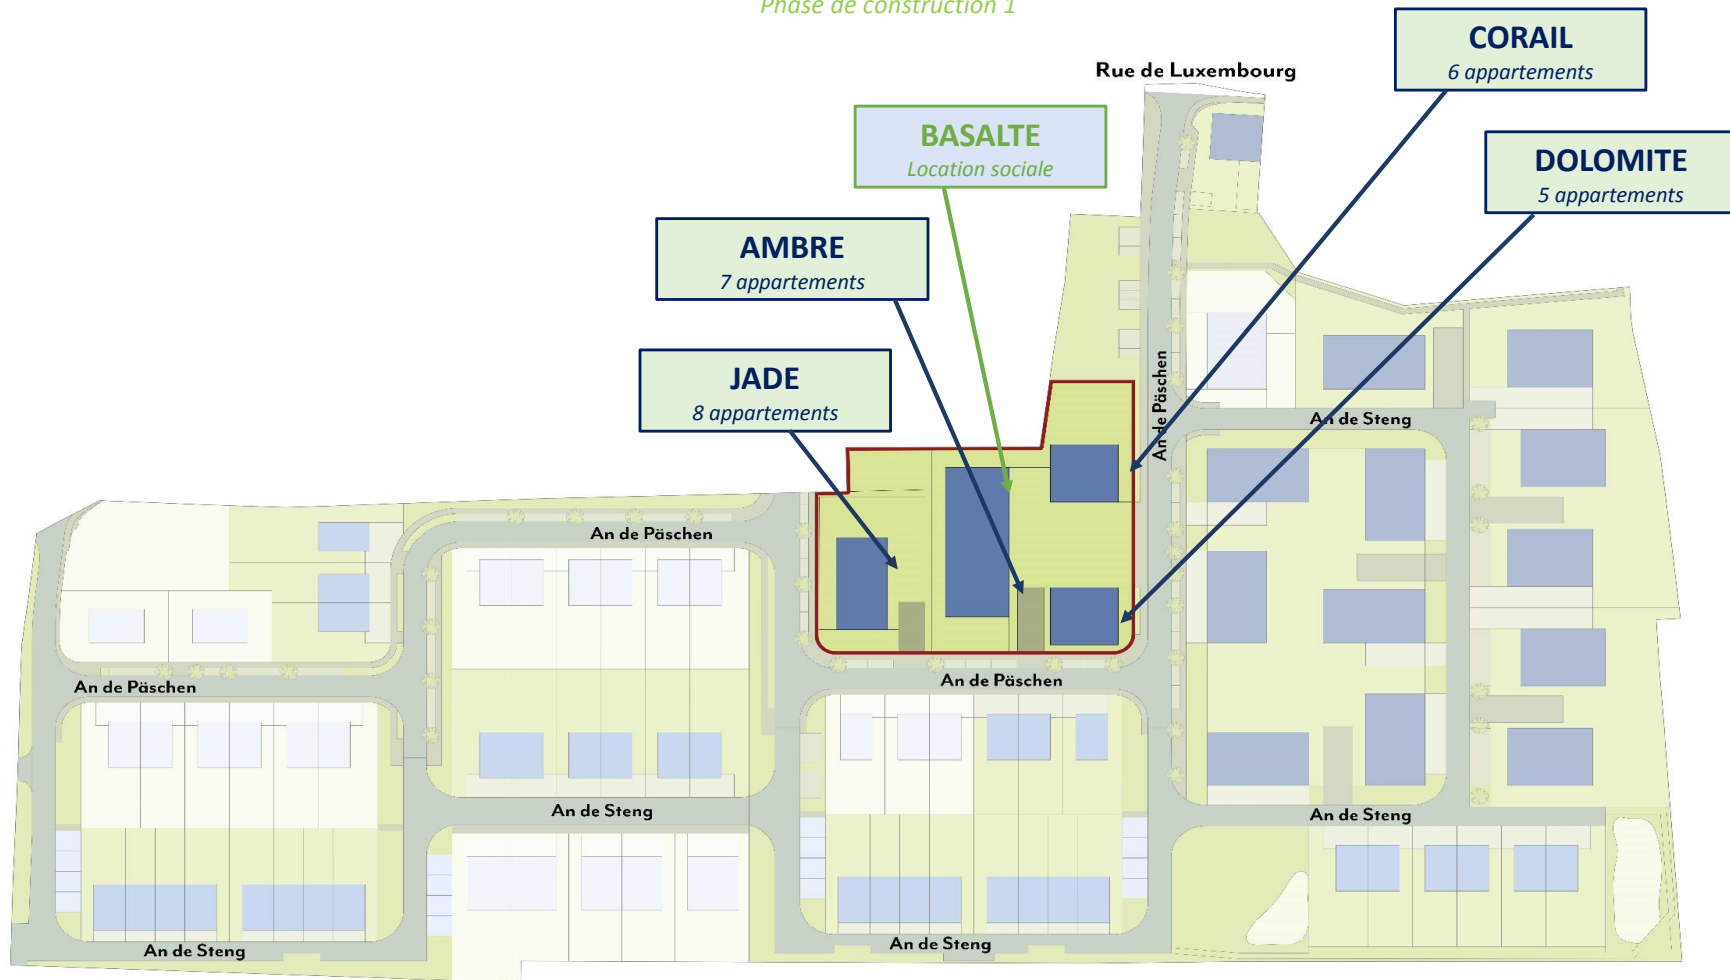 Phase de construction 1
CORAIL
6 appartements
Rue de Luxembourg
BASALTE
Location sociale
DOLOMITE
5 appartements
AMBRE
7 appartements
JADE
8 appartements
An de Päschen
An de Steng
An de Päschen
An de Päschen
An de Päschen
An de Steng
An de Steng
An de Steng
An de Steng